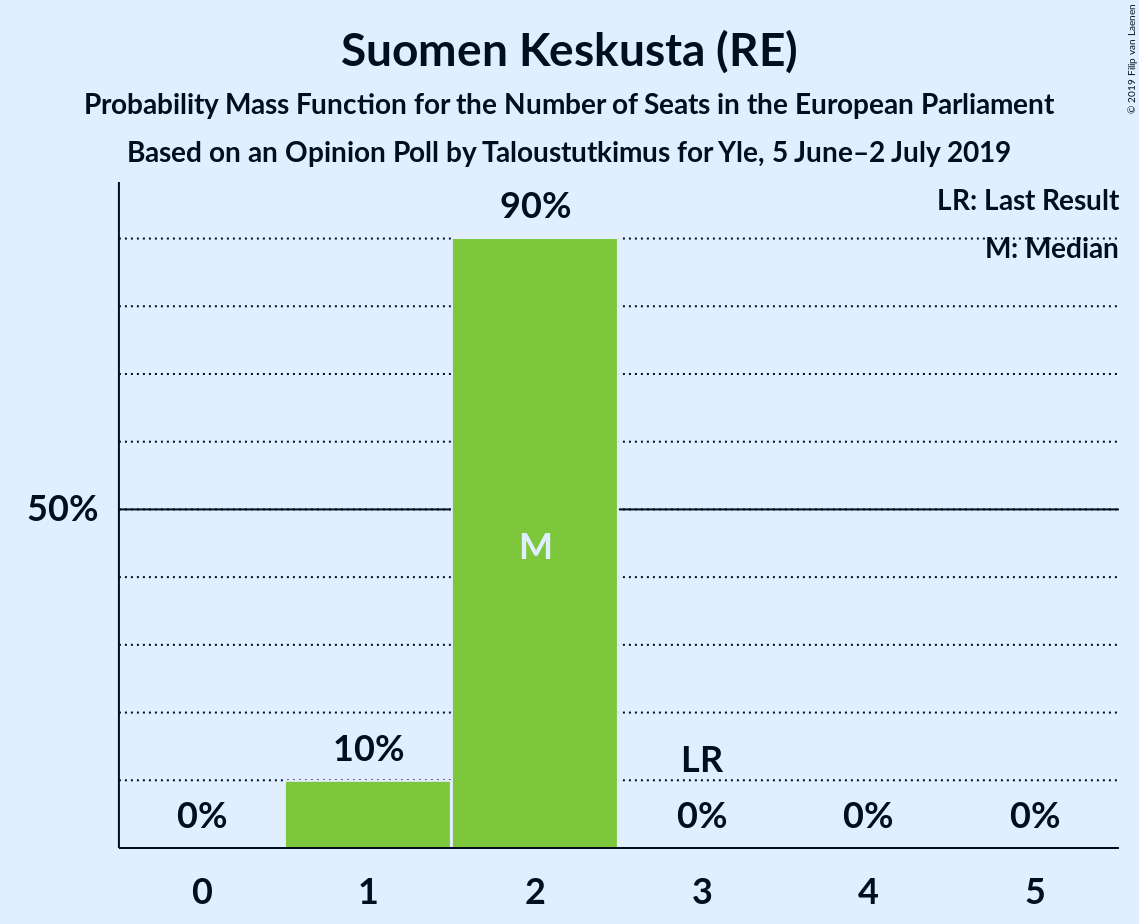 Suomen Keskusta (RE)
Probability Mass Function for the Number of Seats in the European Parliament
Based on an Opinion Poll by Taloustutkimus for Yle, 5 June–2 July 2019
© 2019 Filip van Laenen
LR: Last Result
M: Median
90%
50%
M
10%
LR
0%
0%
0%
0%
0
1
2
3
4
5